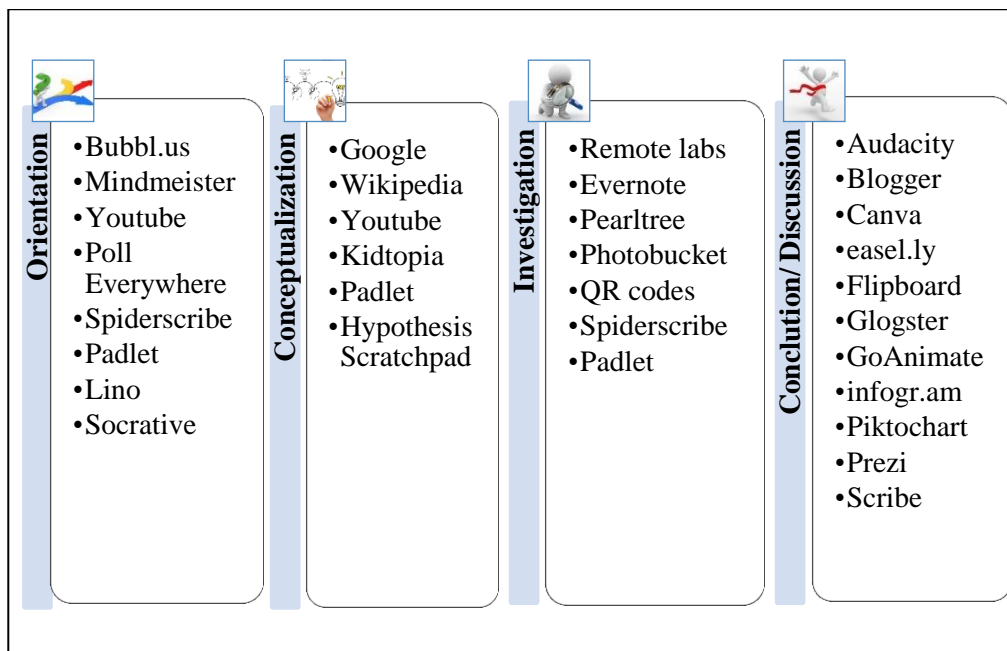 Orientation
•Bubbl.us
•Mindmeister
•Youtube
•Poll
Everywhere
•Spiderscribe
•Padlet
•Lino
•Socrative
Conceptualization
•Google
•Wikipedia
•Youtube
•Kidtopia
•Padlet
•Hypothesis
Scratchpad
Investigation
•Remote labs
•Evernote
•Pearltree
•Photobucket
•QR codes
•Spiderscribe
•Padlet
Conclution/ Discussion
•Audacity
•Blogger
•Canva
•easel.ly
•Flipboard
•Glogster
•GoAnimate
•infogr.am
•Piktochart
•Prezi
•Scribe